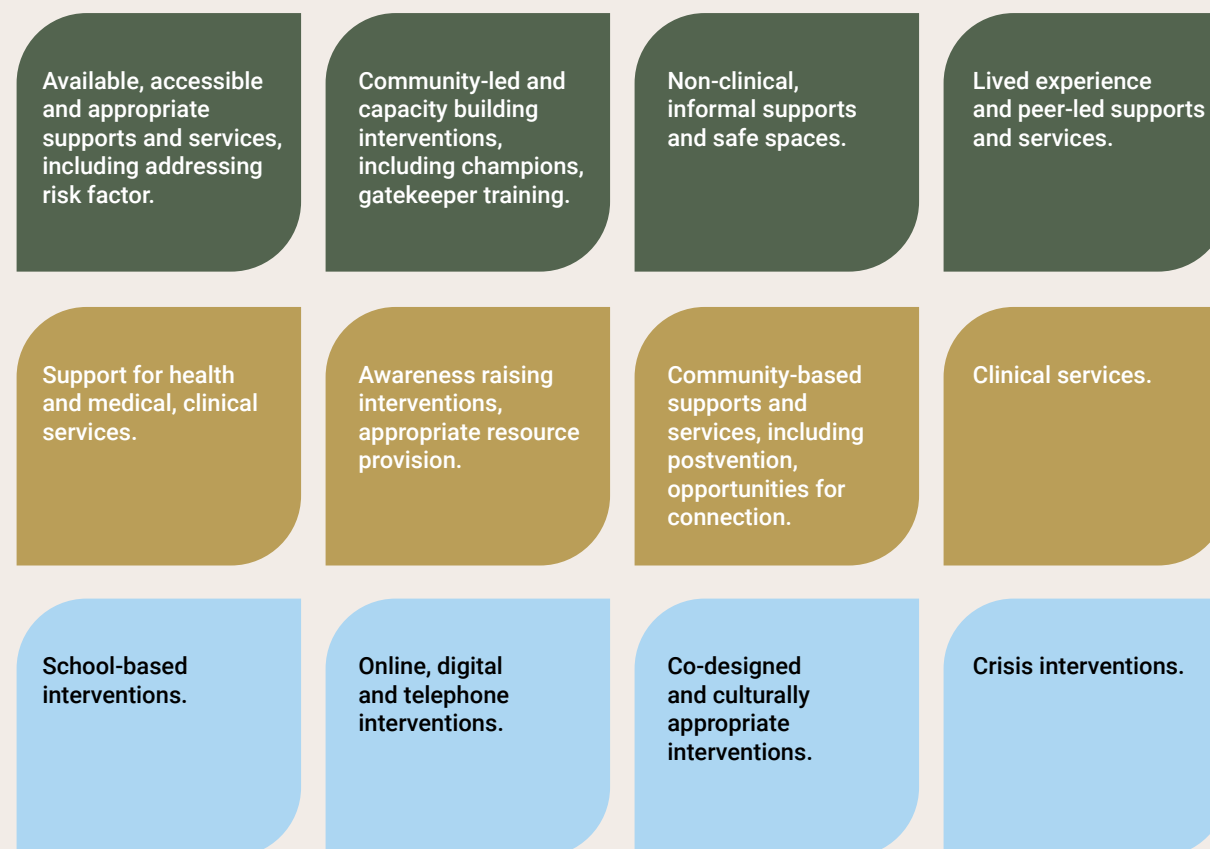 Available, accessible
and appropriate
supports and services,
including addressing
risk factor.
Community-led and
capacity building
interventions,
including champions,
gatekeeper training.
Non-clinical,
informal supports
and safe spaces.
Lived experience
and peer-led supports
and services.
Support for health
and medical, clinical
services.
Awareness raising
interventions,
appropriate resource
provision.
Community-based
supports and
services, including
postvention,
opportunities for
connection.
Clinical services.
School-based
interventions.
Online, digital
and telephone
interventions.
Co-designed
and culturally
appropriate
interventions.
Crisis interventions.